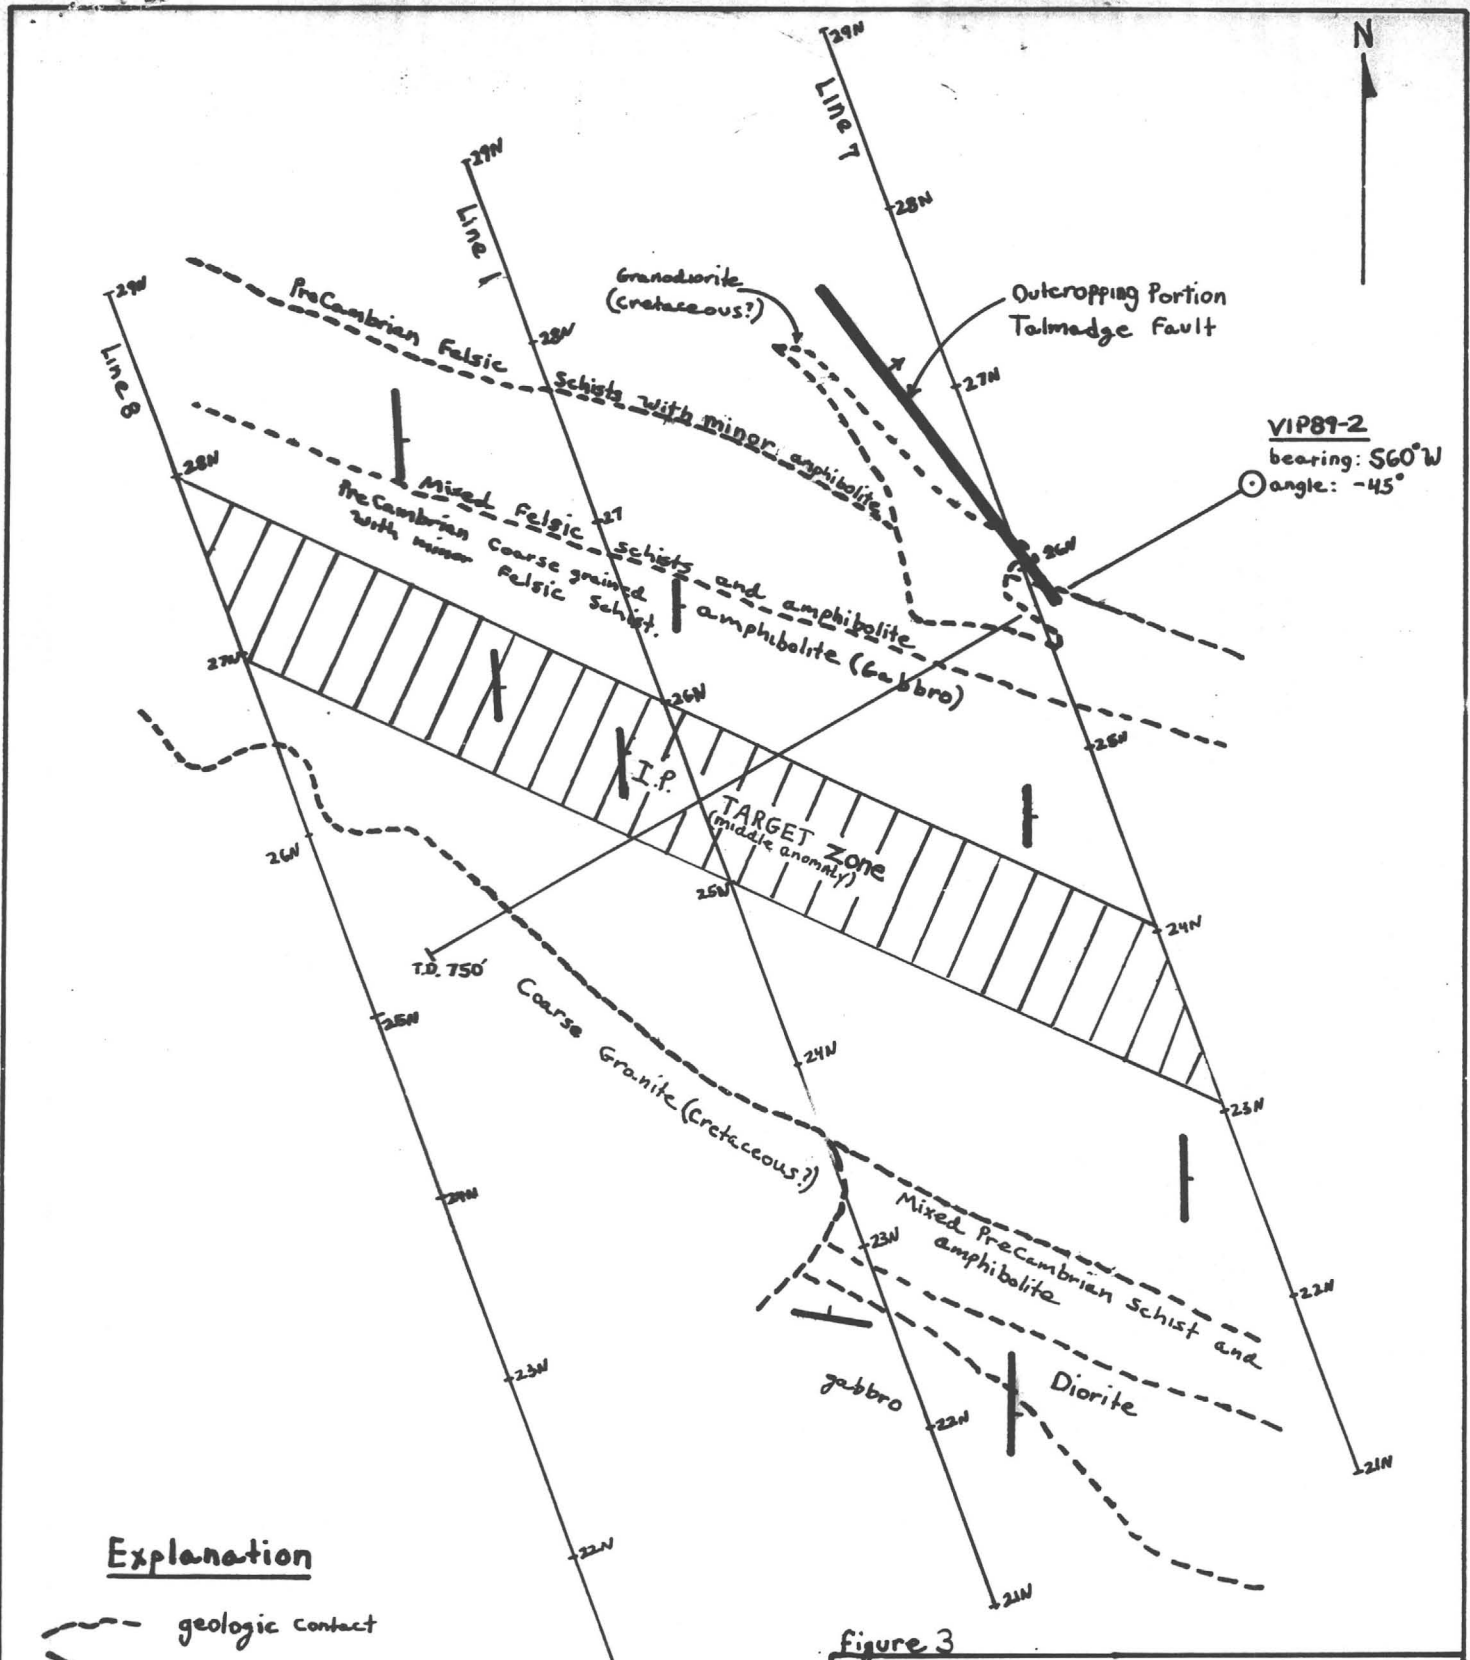 N
29N
Line 7
29N
Line 1
28N
Granodiorite
(Cretaceous?)
Outcropping Portion
Talmadge Fault
29N
Line 8
PreCambrian Felsic Schists with minor amphibolite
28N
27N
VIP89-2
bearing: S60°W
angle: -45°
28N
Mixed Felsic schists and amphibolite
27
PreCambrian Coarse grained amphibolite (Gabbro)
with minor Felsic Schist.
26N
27N
26N
25N
I.P. TARGET Zone
(middle anomaly)
26N
25N
24N
T.D. 750'
25N
Coarse Granite (Cretaceous?)
24N
23N
24N
Mixed PreCambrian Schist and
amphibolite
23N
22N
23N
gabbro
Diorite
22N
21N
22N
21N
Explanation
geologic contact
figure 3